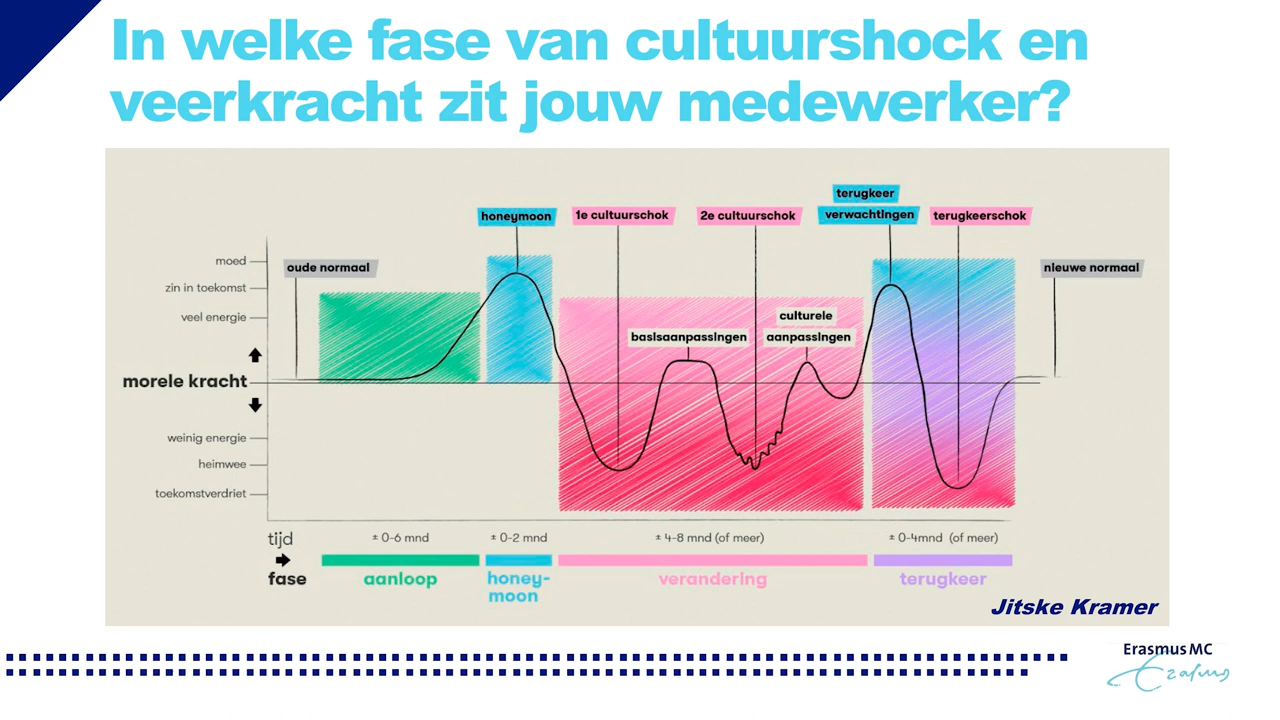 In welke fase van cultuurshock en
veerkracht zit jouw medewerker?
terugkeer
verwachtingen
honeymoon
1e cultuurschok
2e cultuurschok
terugkeerschok
oude normaal
nieuwe normaal
moed
zin in toekomst
veel energie
culturele
aanpassingen
basisaanpassingen
morele kracht
weinig energie
heimwee
toekomstverdriet
tijd
± 0-6 mnd
± 0-2 mnd
± 4-8 mnd (of meer)
± 0-4mnd (of meer)
fase
aanloop
honey-
moon
verandering
terugkeer
Jitske Kramer
Erasmus MC
Erasmus